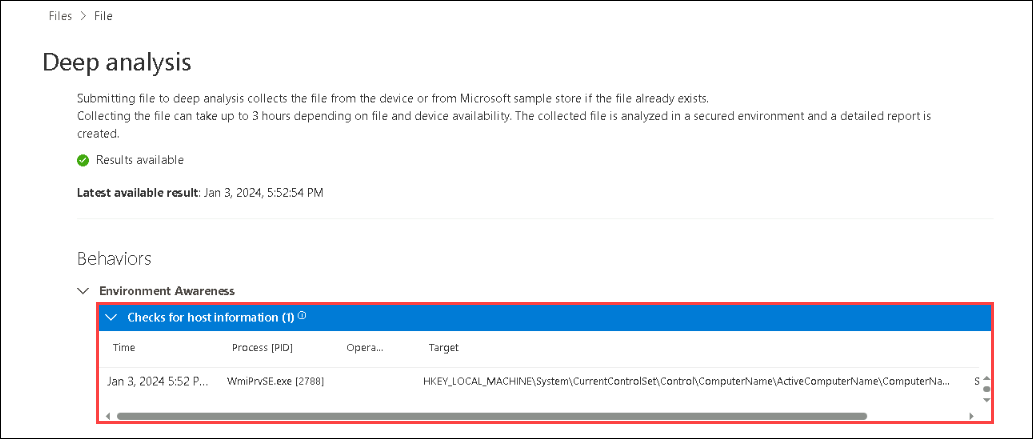 Files > File
Deep analysis
Submitting file to deep analysis collects the file from the device or from Microsoft sample store if the file already exists.
Collecting the file can take up to 3 hours depending on file and device availability. The collected file is analyzed in a secured environment and a detailed report is
created.
Results available
Latest available result: Jan 3, 2024, 5:52:54 PM
Behaviors
Environment Awareness
Checks for host information (1)
Time Process [PID] Opera... Target
Jan 3, 2024 5:52 P... WmiPrvSE.exe [2788] HKEY_LOCAL_MACHINE\System\CurrentControlSet\Control\ComputerName\ActiveComputerName\ComputerNa... S